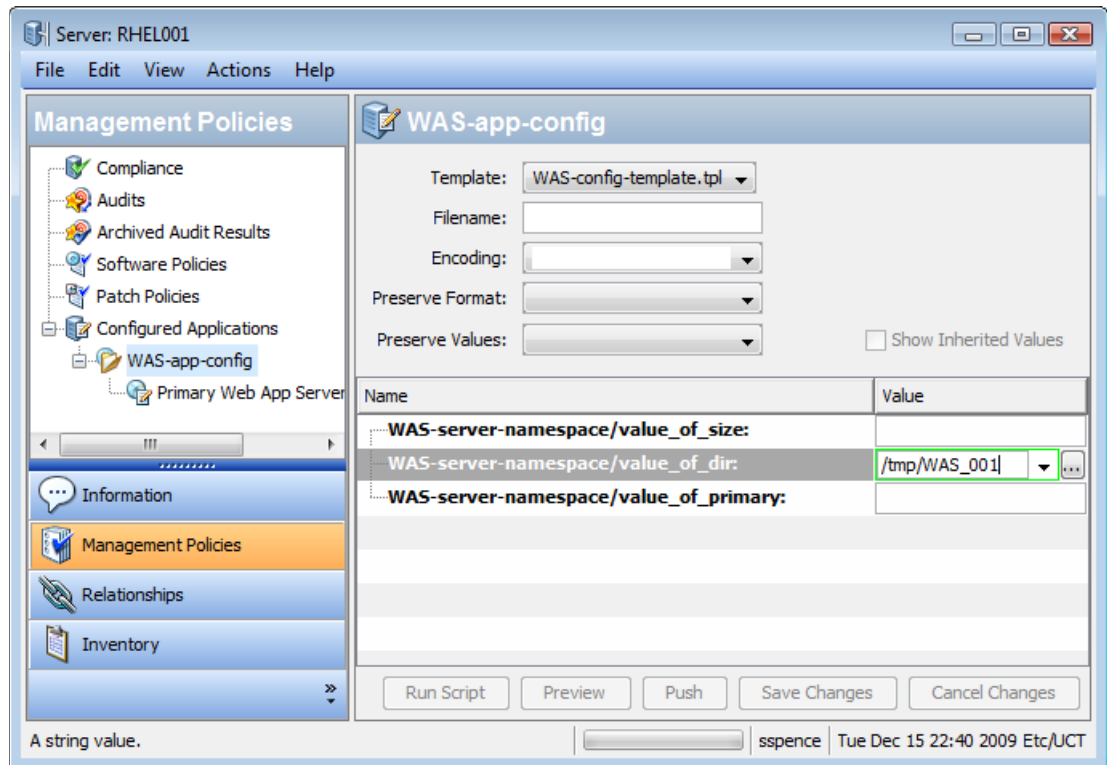 Server: RHEL001
File Edit View Actions Help
Management Policies
Compliance
Audits
Archived Audit Results
Software Policies
Patch Policies
Configured Applications
WAS-app-config
Primary Web App Server
Information
Management Policies
Relationships
Inventory
WAS-app-config
Template: WAS-config-template.tpl
Filename:
Encoding:
Preserve Format:
Preserve Values: Show Inherited Values
Name Value
WAS-server-namespace/value_of_size:
WAS-server-namespace/value_of_dir: /tmp/WAS_001 ...
WAS-server-namespace/value_of_primary:
Run Script Preview Push Save Changes Cancel Changes
A string value. sspence Tue Dec 15 22:40 2009 Etc/UCT